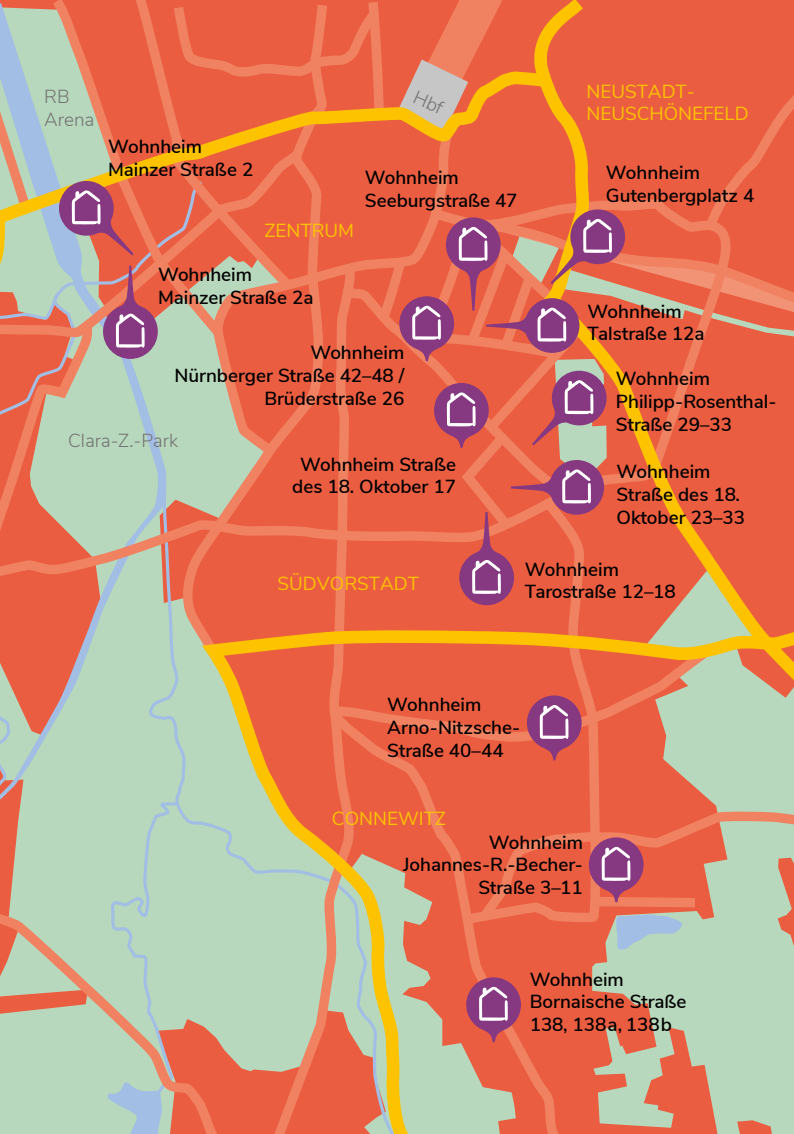 Hbf
NEUSTADT-
NEUSCHÖNEFELD
RB
Arena
Wohnheim
Mainzer Straße 2
Wohnheim
Seeburgstraße 47
Wohnheim
Gutenbergplatz 4
ZENTRUM
Wohnheim
Mainzer Straße 2a
Wohnheim
Talstraße 12a
Wohnheim
Nürnberger Straße 42–48 /
Brüderstraße 26
Wohnheim
Philipp-Rosenthal-
Straße 29–33
Clara-Z.-Park
Wohnheim Straße
des 18. Oktober 17
Wohnheim
Straße des 18.
Oktober 23–33
SÜDVORSTADT
Wohnheim
Tarostraße 12–18
Wohnheim
Arno-Nitzsche-
Straße 40–44
CONNEWITZ
Wohnheim
Johannes-R.-Becher-
Straße 3–11
Wohnheim
Bornaische Straße
138, 138a, 138b